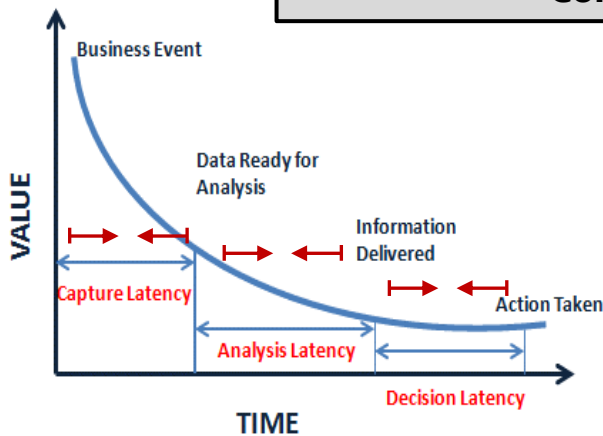 Business Event
Data Ready for
Analysis
Information
Delivered
Action Taken
Capture Latency
Analysis Latency
Decision Latency
VALUE
TIME